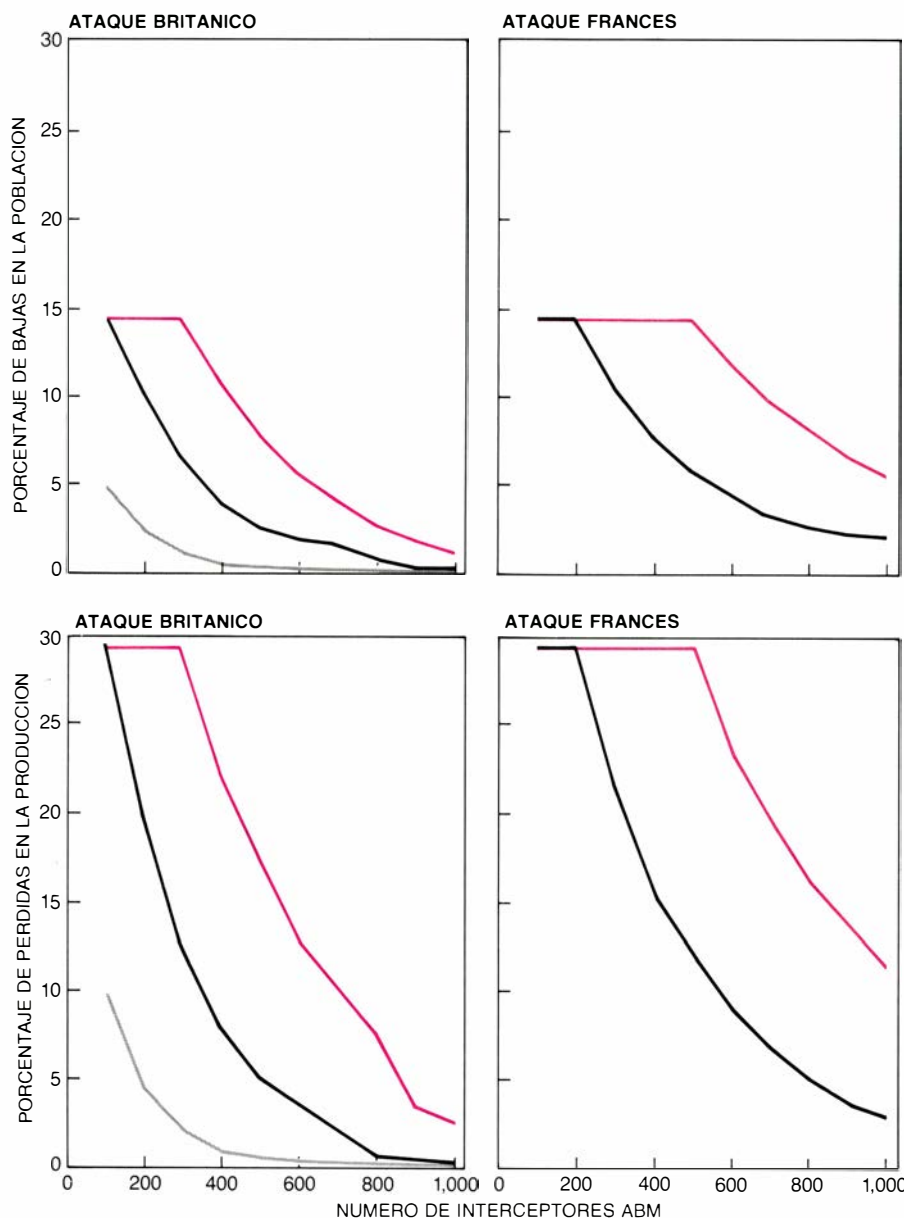 ATAQUE BRITANICO
ATAQUE FRANCES
30
25
20
15
10
5
0
PORCENTAJE DE BAJAS EN LA POBLACION
ATAQUE BRITANICO
ATAQUE FRANCES
30
25
20
15
10
5
0
PORCENTAJE DE PERDIDAS EN LA PRODUCCION
0 200 400 600 800 1,000
0 200 400 600 800 1,000
NUMERO DE INTERCEPTORES ABM